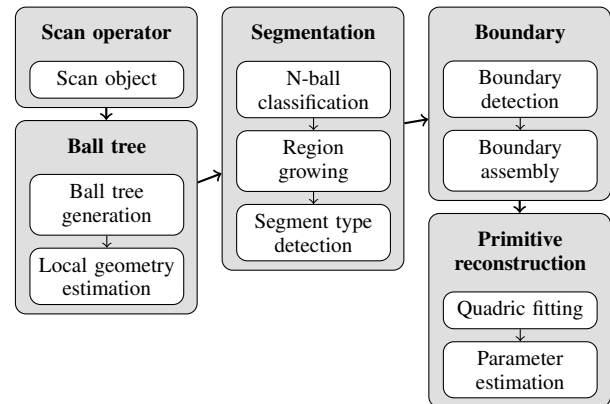 Scan operator
Scan object
Ball tree
Ball tree
generation
Local geometry
estimation
Segmentation
N-ball
classification
Region
growing
Segment type
detection
Boundary
Boundary
detection
Boundary
assembly
Primitive
reconstruction
Quadric fitting
Parameter
estimation